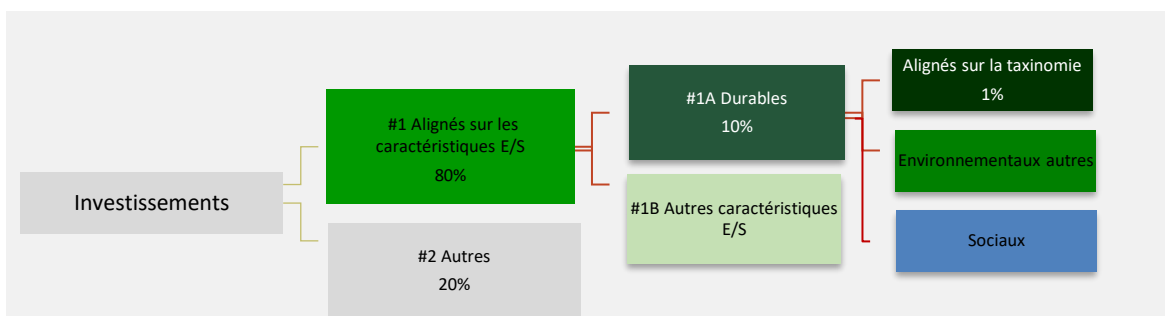 Investissements
#1 Alignés sur les
caractéristiques E/S
80%
#2 Autres
20%
#1A Durables
10%
#1B Autres caractéristiques
E/S
Alignés sur la taxinomie
1%
Environnementaux autres
Sociaux